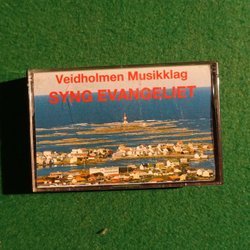 Veidholmen Musikklag
SYNG EVANGELIET